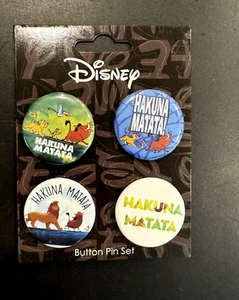 Disney
HAKUNA
MATATA
HAKUNA
MATATA!
HAKUNA MATATA
HAKUNA
MATATA
Button Pin Set